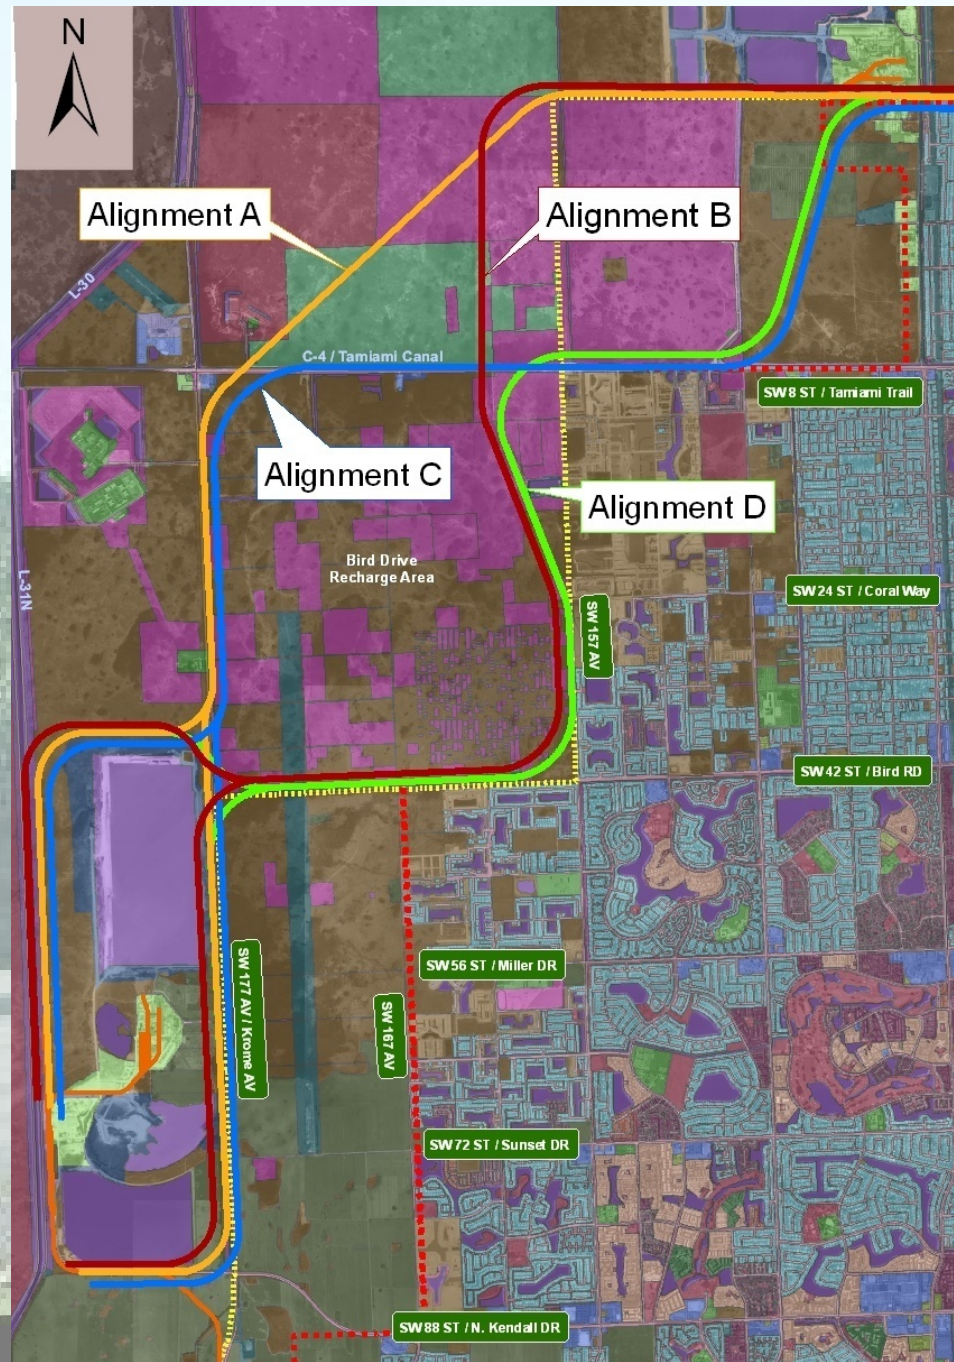 N
Alignment A
Alignment B
L-30
C-4 / Tamiami Canal
SW 8 ST / Tamiami Trail
Alignment C
Alignment D
Bird Drive
Recharge Area
L-31N
SW 24 ST / Coral Way
SW 157 AV
SW 42 ST / Bird RD
SW 56 ST / Miller DR
SW 177 AV / Krome AV
SW 167 AV
SW 72 ST / Sunset DR
SW 88 ST / N. Kendall DR